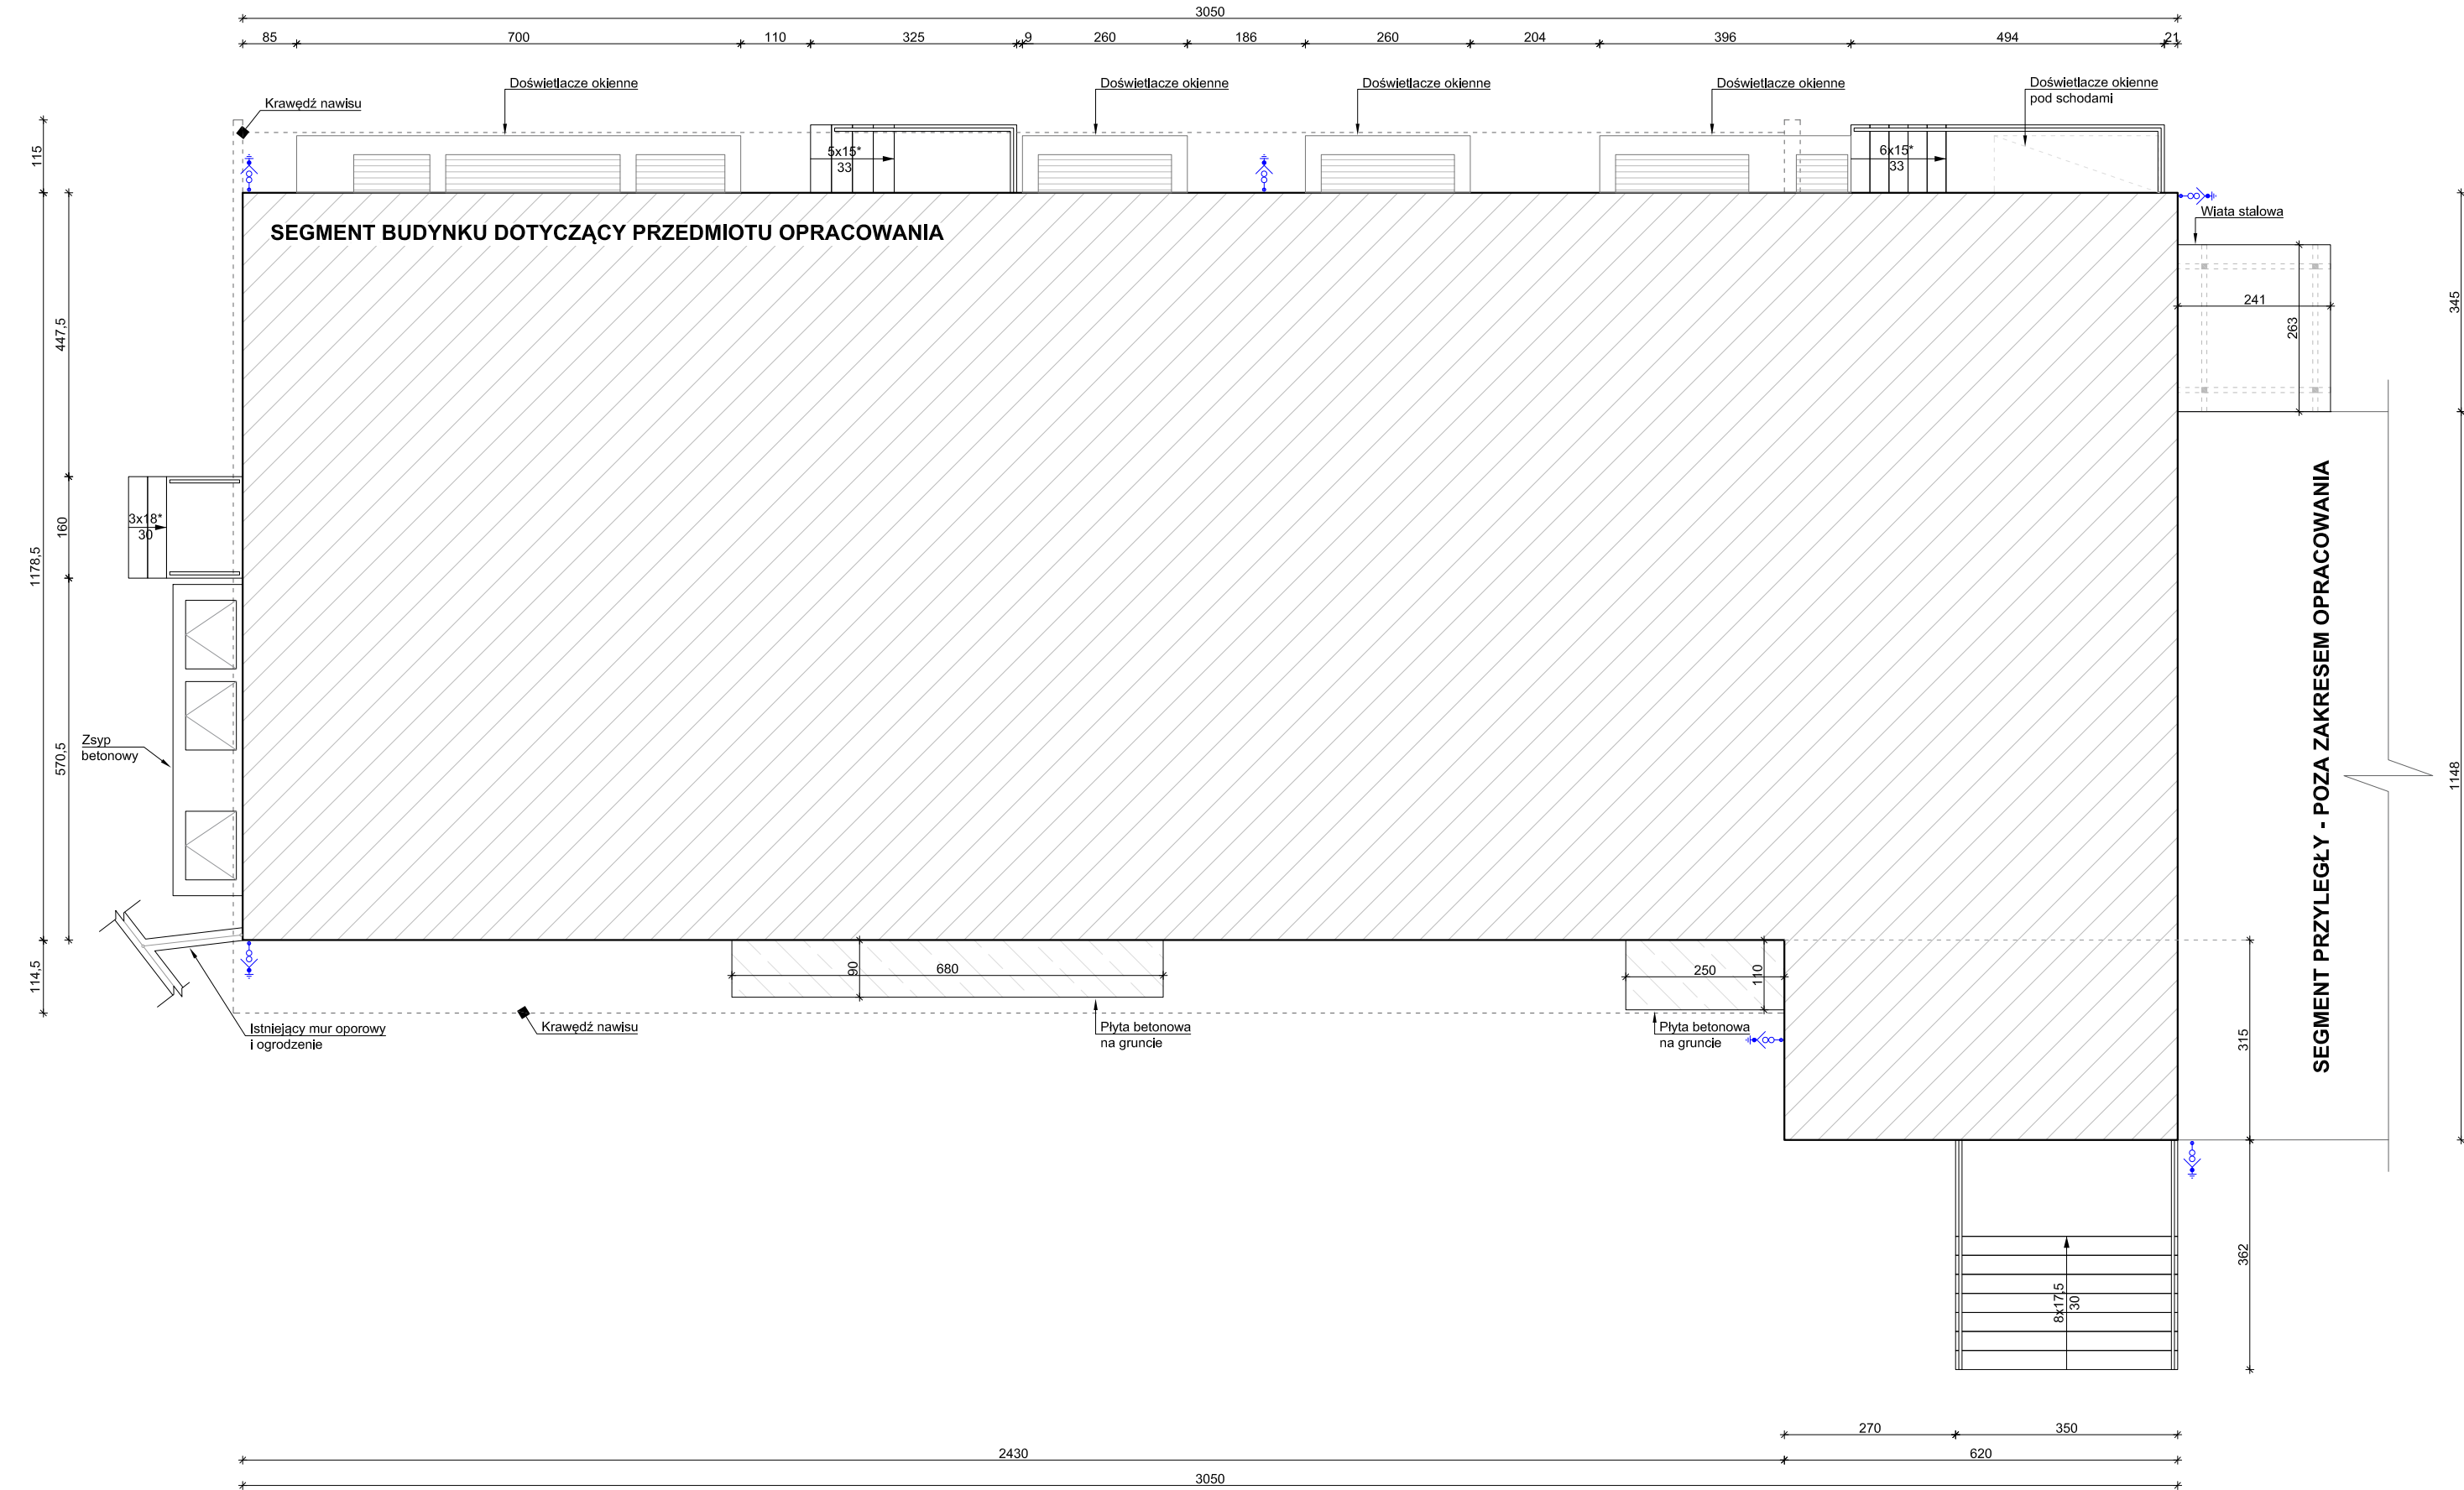 3050
85 700 110 325 9 260 186 260 204 396 494 21
Doświetlacze okienne
Doświetlacze okienne
Doświetlacze okienne
Doświetlacze okienne
Doświetlacze okienne
pod schodami
Krawędź nawisu
115
5x15*
33
6x15*
33
SEGMENT BUDYNKU DOTYCZĄCY PRZEDMIOTU OPRACOWANIA
Wiata stalowa
241
263
345
447,5
160
1178,5
3x18*
30
570,5
Zsyp
betonowy
SEGMENT PRZYLEGŁY - POZA ZAKRESEM OPRACOWANIA
1148
114,5
90
680
250
110
Istniejący mur oporowy
i ogrodzenie
Krawędź nawisu
Płyta betonowa
na gruncie
Płyta betonowa
na gruncie
315
362
8x17,5
30
270 350
2430 620
3050